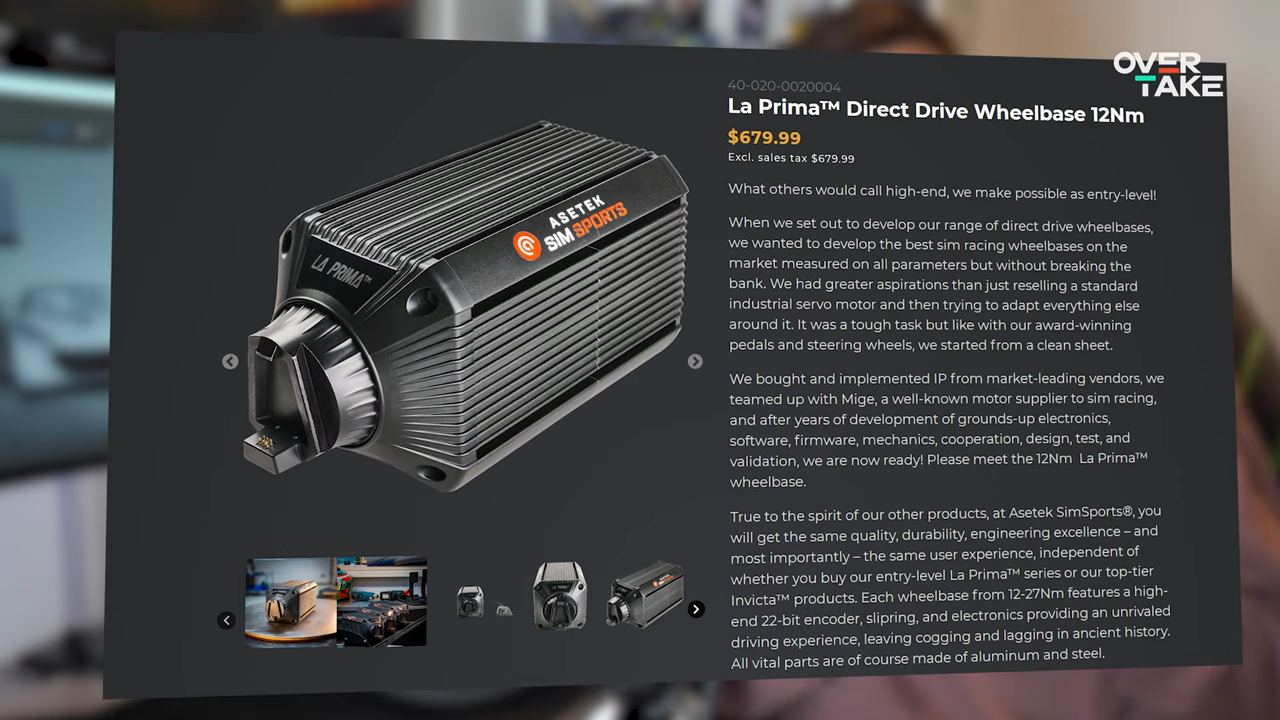 OVER
TAKE
40-020-0020004
La Prima™ Direct Drive Wheelbase 12Nm
$679.99
Excl. sales tax $679.99
What others would call high-end, we make possible as entry-level!
When we set out to develop our range of direct drive wheelbases,
we wanted to develop the best sim racing wheelbases on the
market measured on all parameters but without breaking the
bank. We had greater aspirations than just reselling a standard
industrial servo motor and then trying to adapt everything else
around it. It was a tough task but like with our award-winning
pedals and steering wheels, we started from a clean sheet.
We bought and implemented IP from market-leading vendors, we
teamed up with Mige, a well-known motor supplier to sim racing,
and after years of development of grounds-up electronics,
software, firmware, mechanics, cooperation, design, test, and
validation, we are now ready! Please meet the 12Nm La Prima™
wheelbase.
True to the spirit of our other products, at Asetek SimSports®, you
will get the same quality, durability, engineering excellence – and
most importantly – the same user experience, independent of
whether you buy our entry-level La Prima™ series or our top-tier
Invicta™ products. Each wheelbase from 12-27Nm features a high-
end 22-bit encoder, slipring, and electronics providing an unrivaled
driving experience, leaving cogging and lagging in ancient history.
All vital parts are of course made of aluminum and steel.
ASETEK
SIM SPORTS
LA PRIMA™